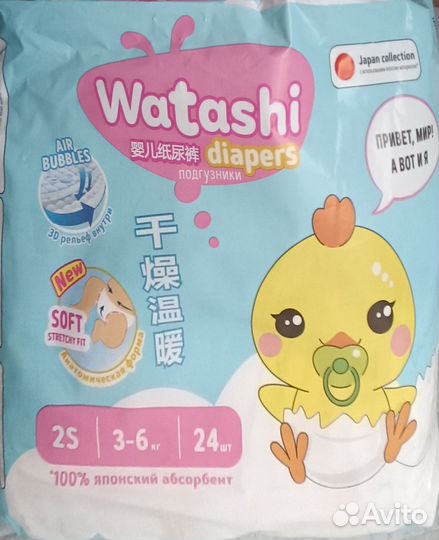 Japan collection
Watashi
婴儿纸尿裤 diapers
подгузники
AIR
BUBBLES
3D рельеф внутри
ПРИВЕТ, МИР!
А ВОТ И Я
干燥温暖
New
SOFT
STRETCHY FIT
Анатомическая форма
2S 3-6 кг 24 шт
*100% японский абсорбент
Avito